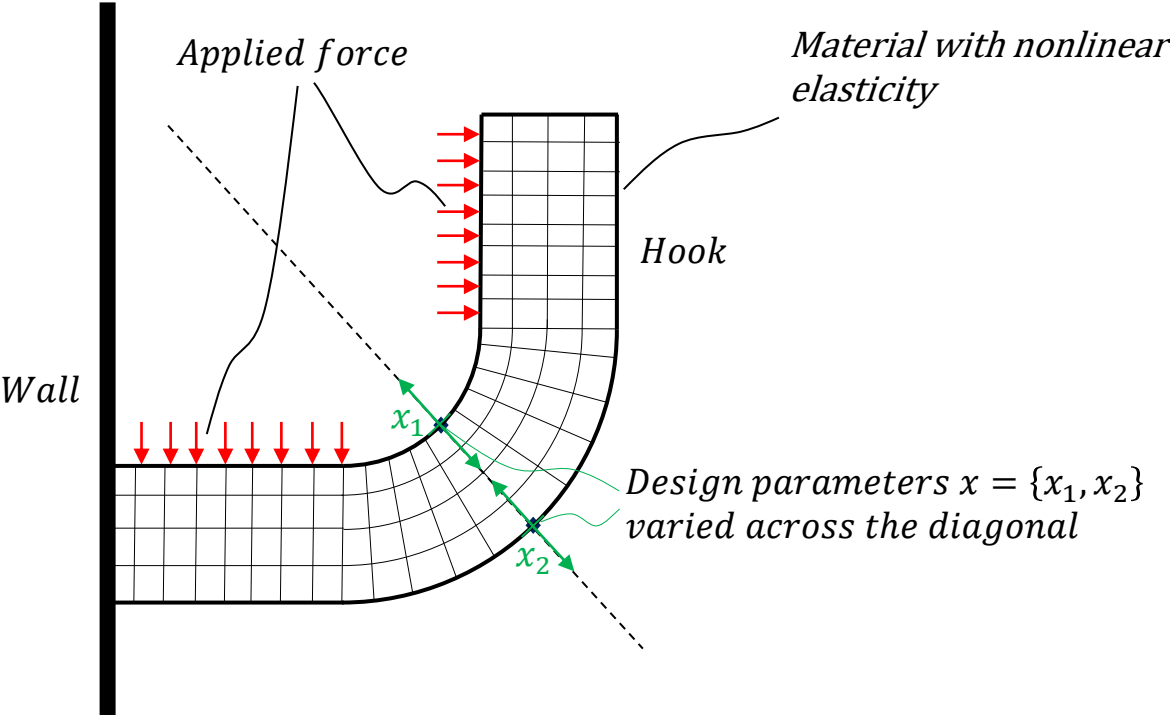 Applied force
Material with nonlinear
elasticity
Hook
Wall
x₁
Design parameters x = {x₁, x₂}
varied across the diagonal
x₂